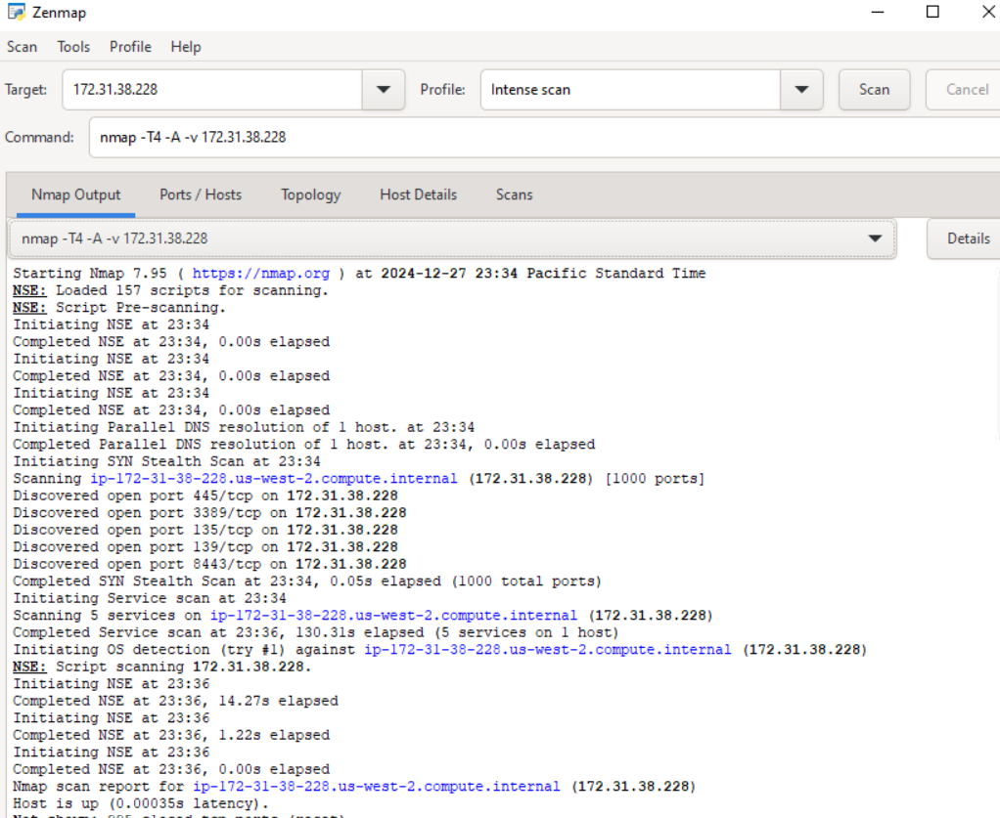 Zenmap
Scan Tools Profile Help
Target: 172.31.38.228 Profile: Intense scan Scan Cancel
Command: nmap -T4 -A -v 172.31.38.228
Nmap Output Ports / Hosts Topology Host Details Scans
nmap -T4 -A -v 172.31.38.228 Details
Starting Nmap 7.95 ( https://nmap.org ) at 2024-12-27 23:34 Pacific Standard Time
NSE: Loaded 157 scripts for scanning.
NSE: Script Pre-scanning.
Initiating NSE at 23:34
Completed NSE at 23:34, 0.00s elapsed
Initiating NSE at 23:34
Completed NSE at 23:34, 0.00s elapsed
Initiating NSE at 23:34
Completed NSE at 23:34, 0.00s elapsed
Initiating Parallel DNS resolution of 1 host. at 23:34
Completed Parallel DNS resolution of 1 host. at 23:34, 0.00s elapsed
Initiating SYN Stealth Scan at 23:34
Scanning ip-172-31-38-228.us-west-2.compute.internal (172.31.38.228) [1000 ports]
Discovered open port 445/tcp on 172.31.38.228
Discovered open port 3389/tcp on 172.31.38.228
Discovered open port 135/tcp on 172.31.38.228
Discovered open port 139/tcp on 172.31.38.228
Discovered open port 8443/tcp on 172.31.38.228
Completed SYN Stealth Scan at 23:34, 0.05s elapsed (1000 total ports)
Initiating Service scan at 23:34
Scanning 5 services on ip-172-31-38-228.us-west-2.compute.internal (172.31.38.228)
Completed Service scan at 23:36, 130.31s elapsed (5 services on 1 host)
Initiating OS detection (try #1) against ip-172-31-38-228.us-west-2.compute.internal (172.31.38.228)
NSE: Script scanning 172.31.38.228.
Initiating NSE at 23:36
Completed NSE at 23:36, 14.27s elapsed
Initiating NSE at 23:36
Completed NSE at 23:36, 1.22s elapsed
Initiating NSE at 23:36
Completed NSE at 23:36, 0.00s elapsed
Nmap scan report for ip-172-31-38-228.us-west-2.compute.internal (172.31.38.228)
Host is up (0.00035s latency).